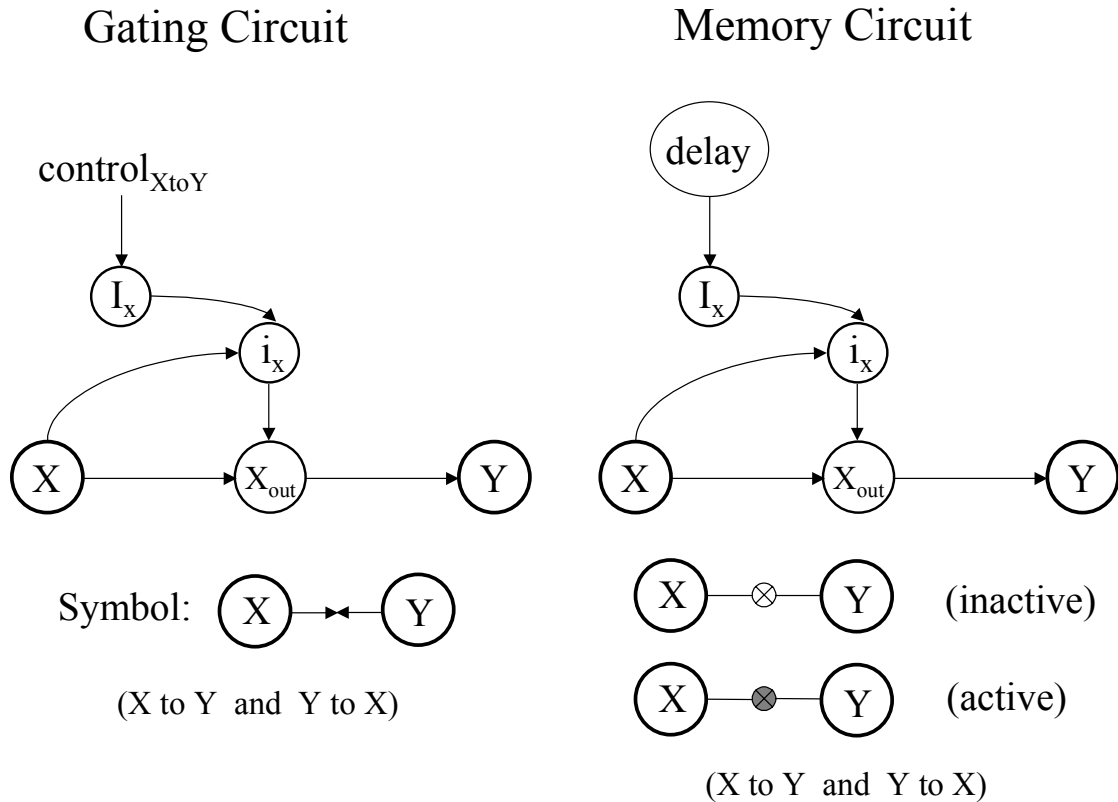 Gating Circuit
control_XtoY
I_x
i_x
X
X_out
Y
Symbol:
X
Y
(X to Y and Y to X)
Memory Circuit
delay
I_x
i_x
X
X_out
Y
X
Y
(inactive)
X
Y
(active)
(X to Y and Y to X)